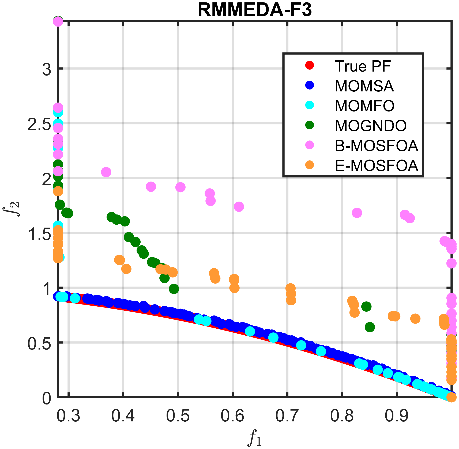 RMMEDA-F3
True PF
MOMSA
MOMFO
MOGNDO
B-MOSFOA
E-MOSFOA
3
2.5
2
1.5
1
0.5
0
f2
0.3 0.4 0.5 0.6 0.7 0.8 0.9
f1